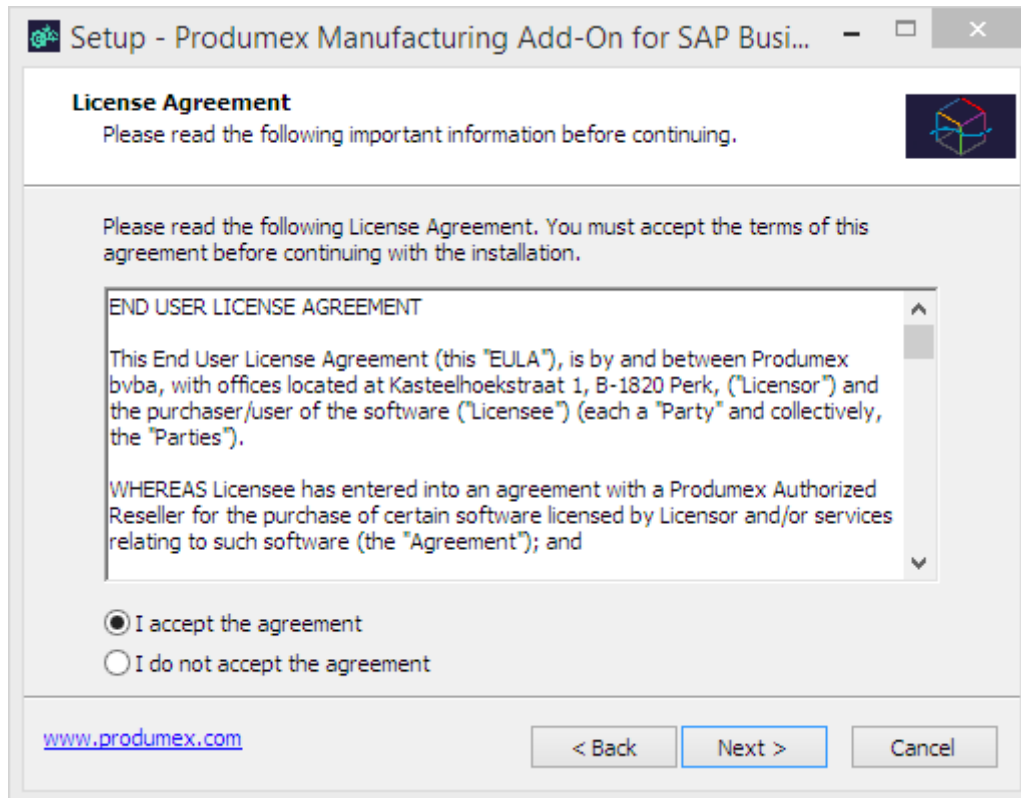 Setup - Produmex Manufacturing Add-On for SAP Busi...
License Agreement
Please read the following important information before continuing.
Please read the following License Agreement. You must accept the terms of this
agreement before continuing with the installation.
END USER LICENSE AGREEMENT
This End User License Agreement (this "EULA"), is by and between Produmex
bvba, with offices located at Kasteelhoekstraat 1, B-1820 Perk, ("Licensor") and
the purchaser/user of the software ("Licensee") (each a "Party" and collectively,
the "Parties").
WHEREAS Licensee has entered into an agreement with a Produmex Authorized
Reseller for the purchase of certain software licensed by Licensor and/or services
relating to such software (the "Agreement"); and
I accept the agreement
I do not accept the agreement
www.produmex.com
< Back
Next >
Cancel